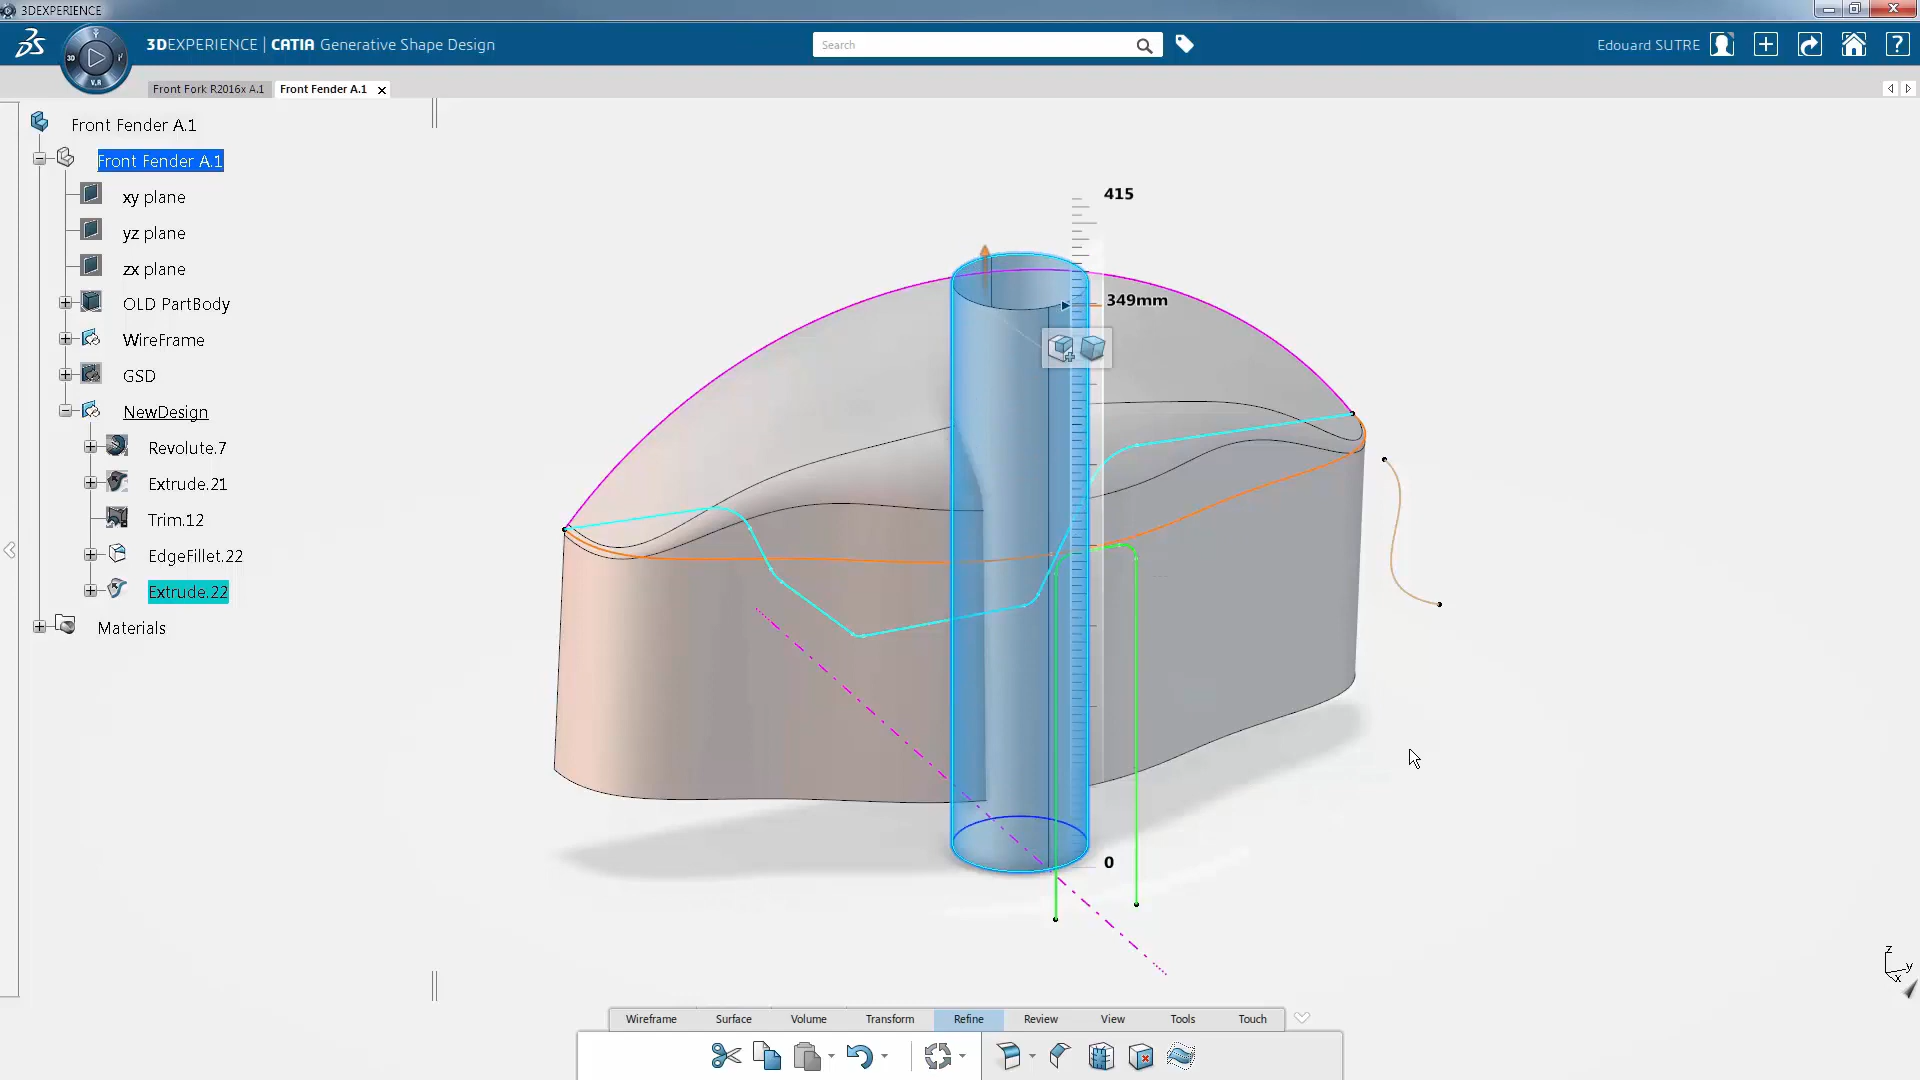 3DEXPERIENCE
3DEXPERIENCE | CATIA Generative Shape Design
Search
Edouard SUTRE
3D
V.R
Front Fork R2016x A.1
Front Fender A.1
Front Fender A.1
Front Fender A.1
xy plane
yz plane
zx plane
OLD PartBody
WireFrame
GSD
NewDesign
Revolute.7
Extrude.21
Trim.12
EdgeFillet.22
Extrude.22
Materials
415
349mm
0
z
y
x
Wireframe
Surface
Volume
Transform
Refine
Review
View
Tools
Touch